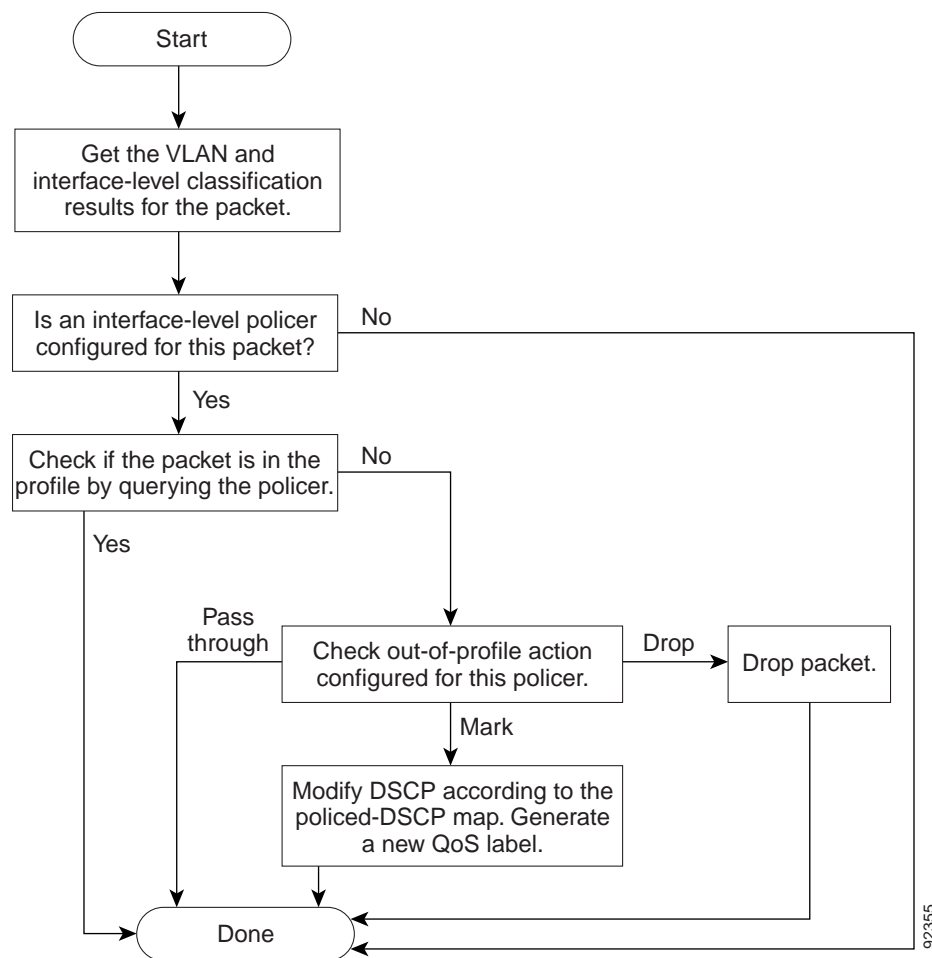 Start
Get the VLAN and
interface-level classification
results for the packet.
Is an interface-level policer
configured for this packet?
No
Yes
Check if the packet is in the
profile by querying the policer.
No
Yes
Pass
through
Check out-of-profile action
configured for this policer.
Drop
Drop packet.
Mark
Modify DSCP according to the
policed-DSCP map. Generate
a new QoS label.
Done
92355